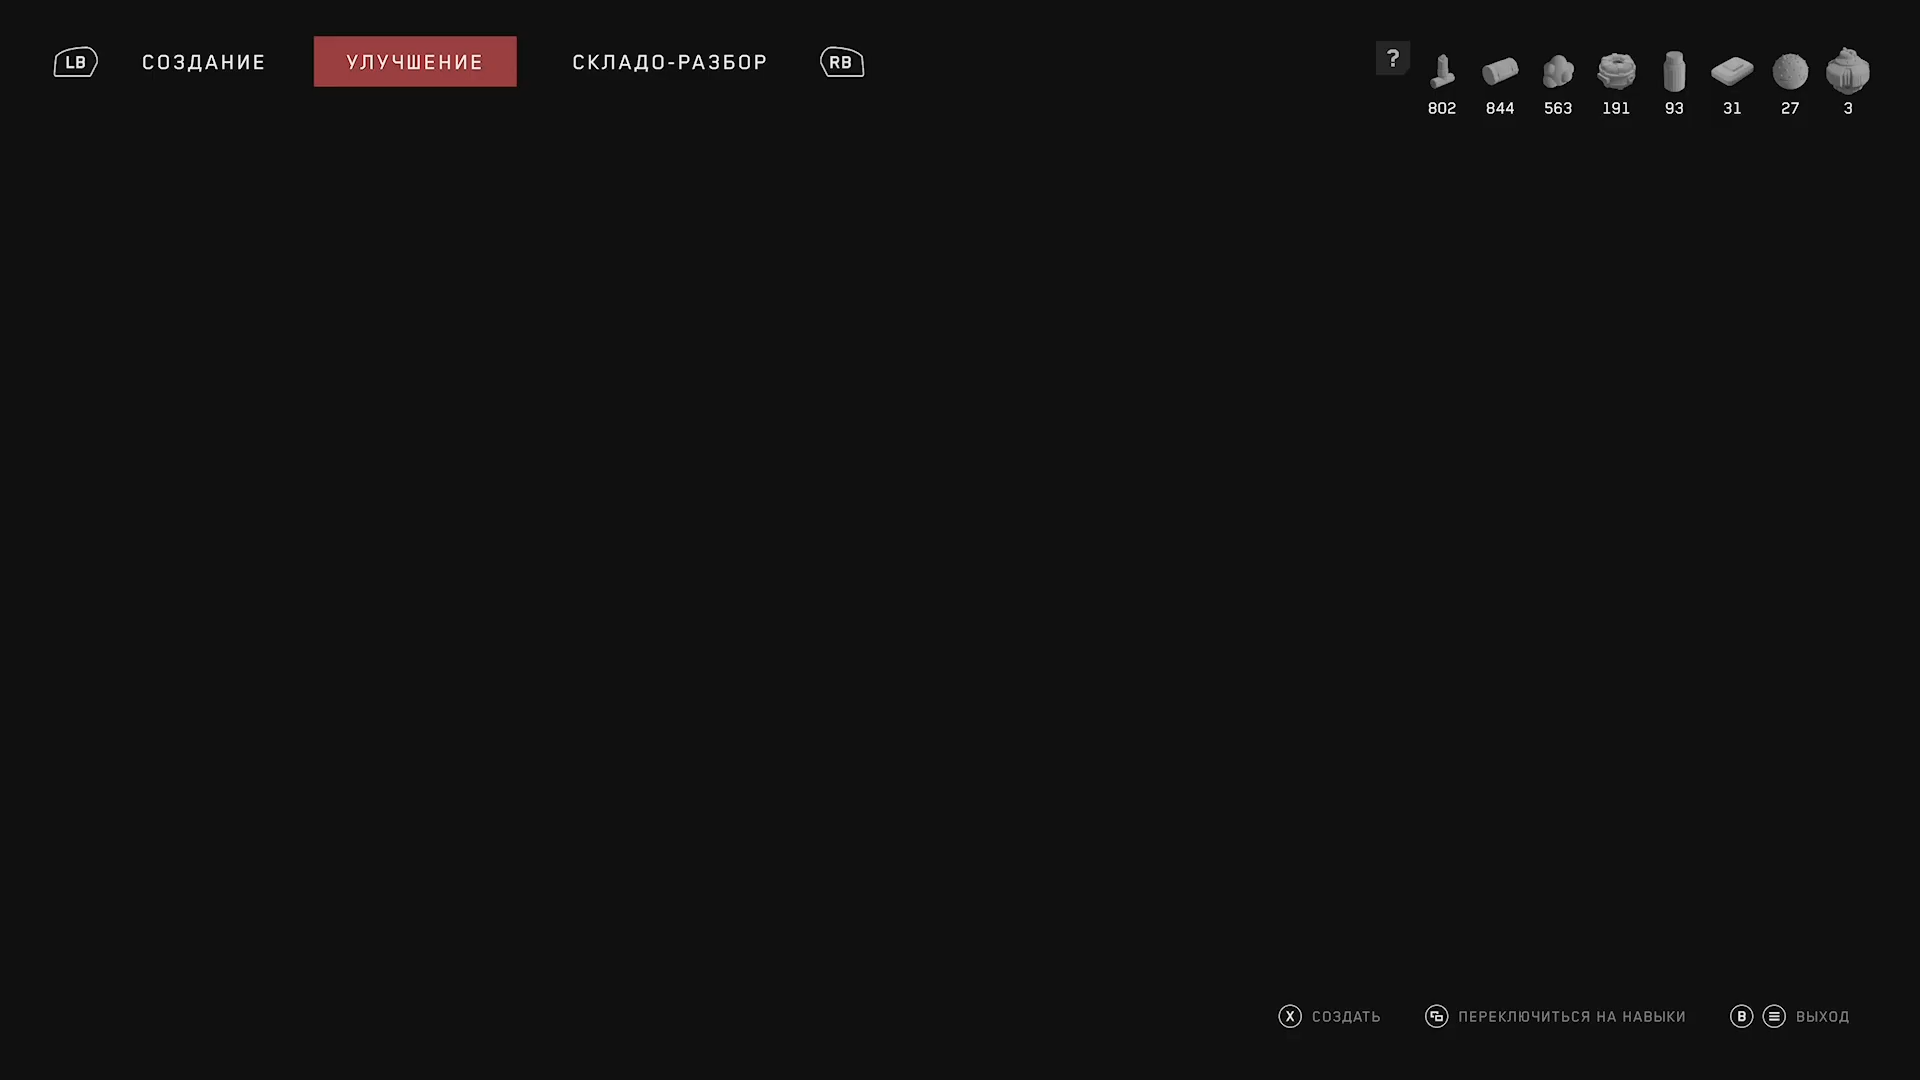 LB СОЗДАНИЕ УЛУЧШЕНИЕ СКЛАДО-РАЗБОР RB
?
802 844 563 191 93 31 27 3
X СОЗДАТЬ ПЕРЕКЛЮЧИТЬСЯ НА НАВЫКИ B ВЫХОД